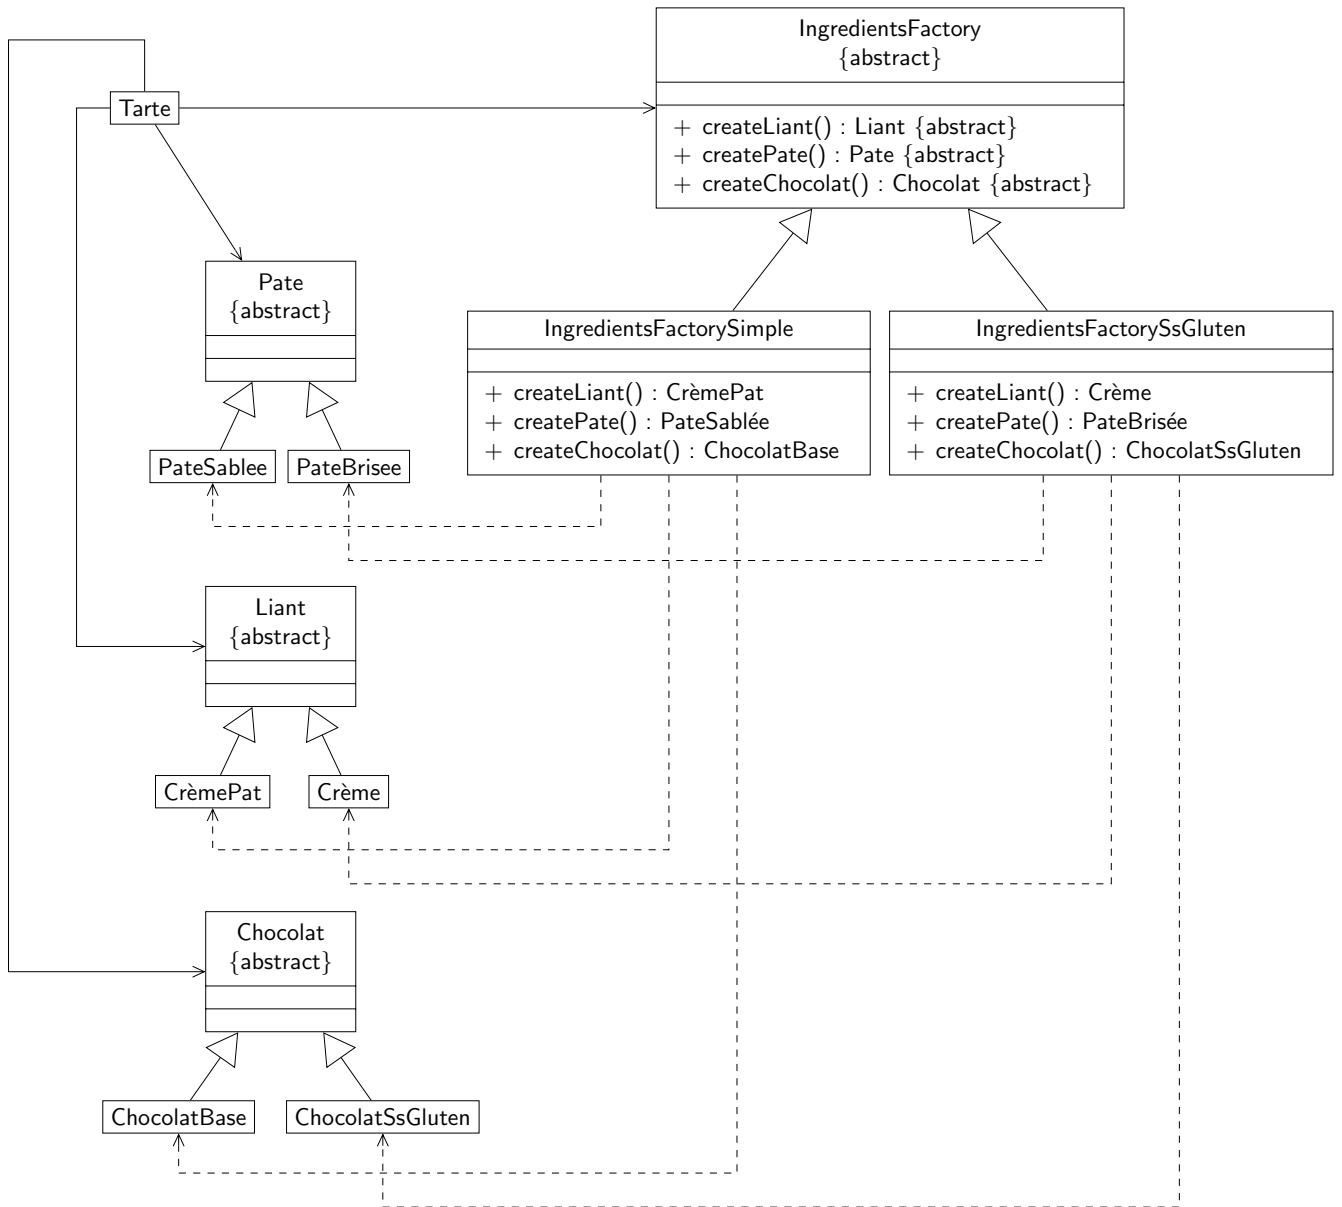 IngredientsFactory
{abstract}
+ createLiant() : Liant {abstract}
+ createPate() : Pate {abstract}
+ createChocolat() : Chocolat {abstract}
Tarte
Pate
{abstract}
PateSablee
PateBrisee
IngredientsFactorySimple
+ createLiant() : CrèmePat
+ createPate() : PateSablée
+ createChocolat() : ChocolatBase
IngredientsFactorySsGluten
+ createLiant() : Crème
+ createPate() : PateBrisée
+ createChocolat() : ChocolatSsGluten
Liant
{abstract}
CrèmePat
Crème
Chocolat
{abstract}
ChocolatBase
ChocolatSsGluten